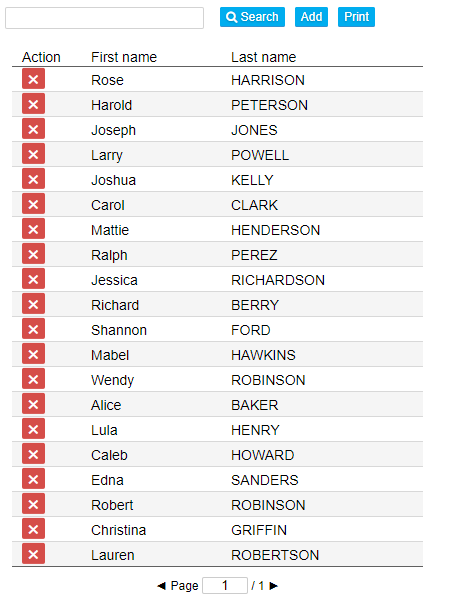 Search Add Print
Action First name Last name
Rose HARRISON
Harold PETERSON
Joseph JONES
Larry POWELL
Joshua KELLY
Carol CLARK
Mattie HENDERSON
Ralph PEREZ
Jessica RICHARDSON
Richard BERRY
Shannon FORD
Mabel HAWKINS
Wendy ROBINSON
Alice BAKER
Lula HENRY
Caleb HOWARD
Edna SANDERS
Robert ROBINSON
Christina GRIFFIN
Lauren ROBERTSON
◄ Page 1 / 1 ►